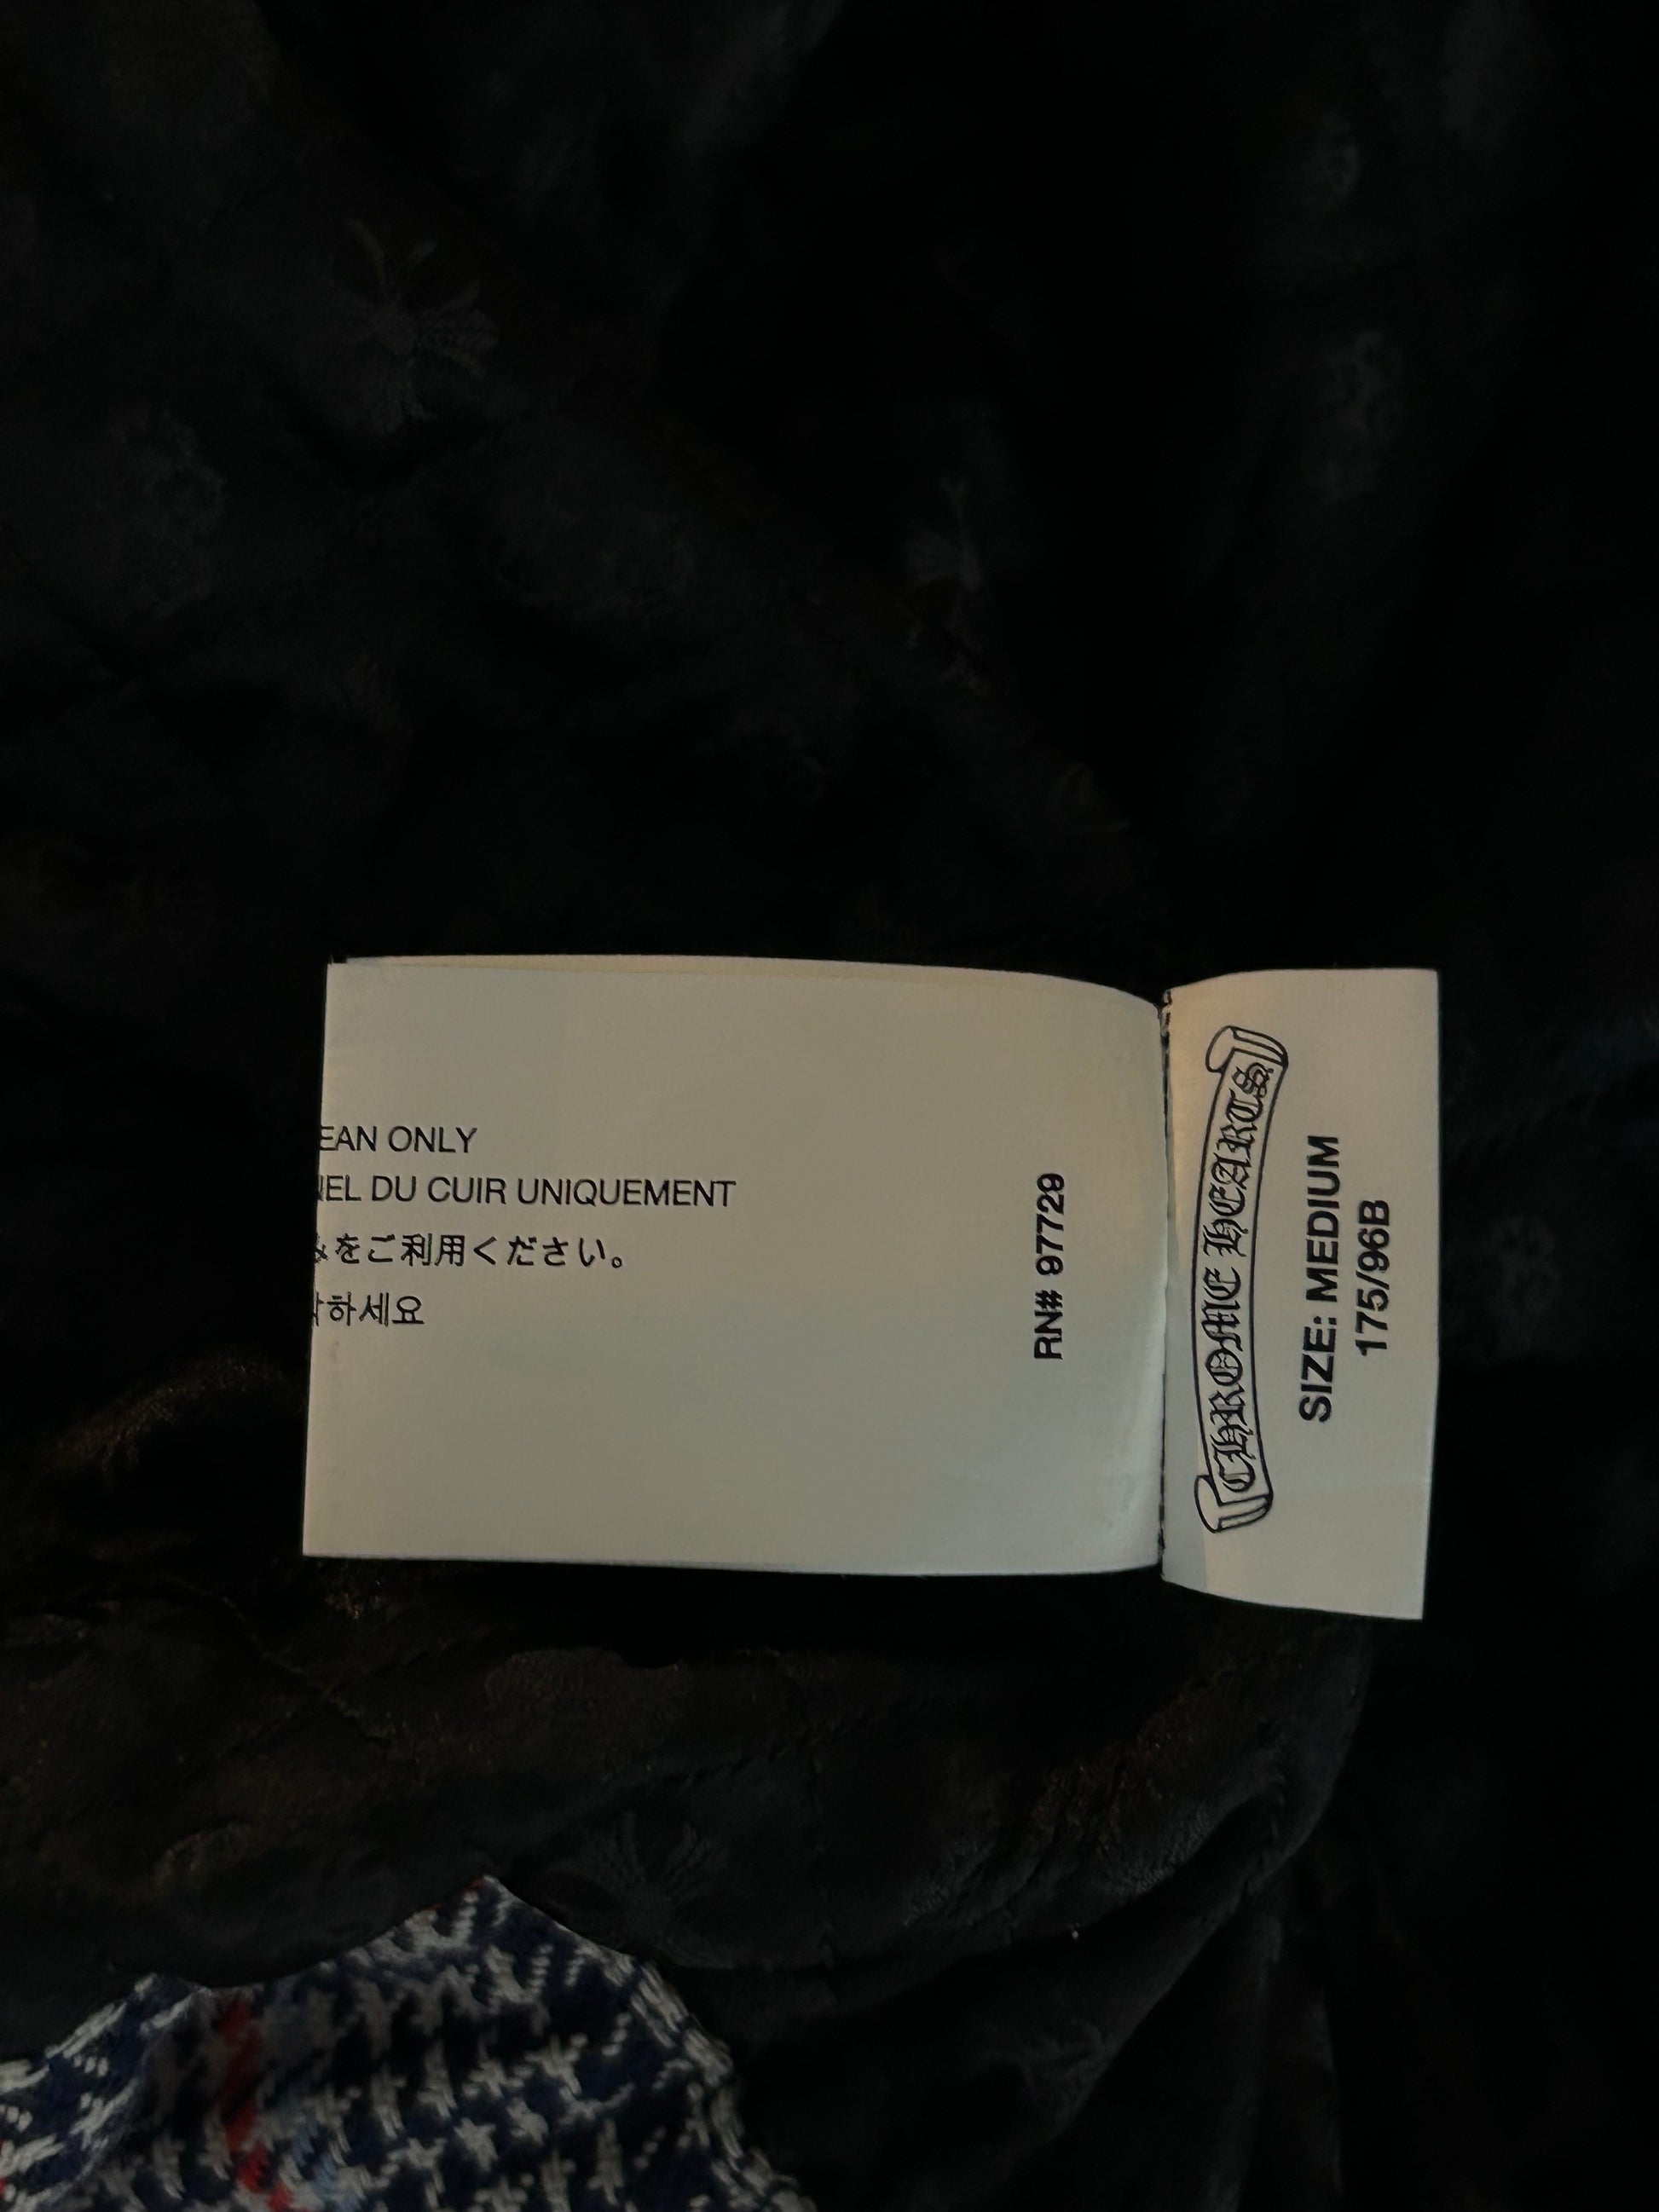 EAN ONLY
NEL DU CUIR UNIQUEMENT
みをご利用ください。
하세요
RN# 97729
CHROME HEARTS
SIZE: MEDIUM
175/96B